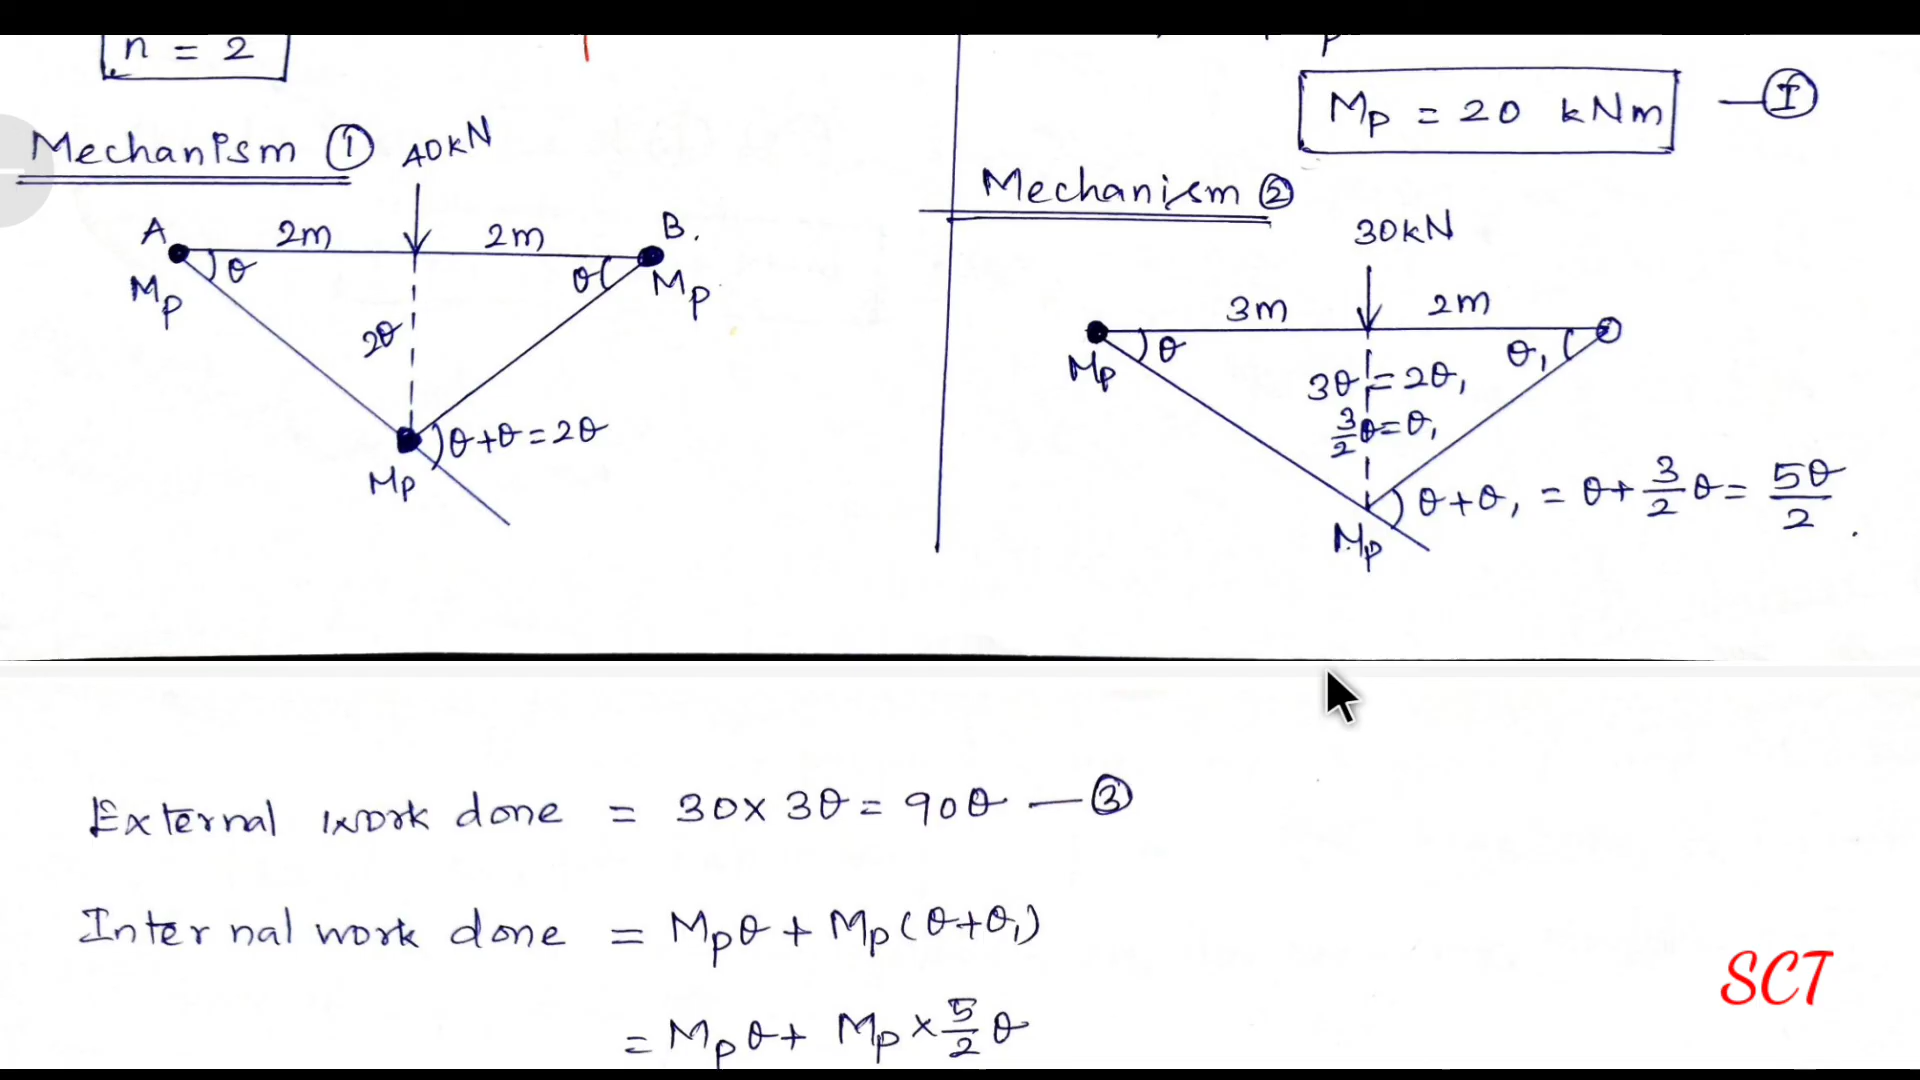 n = 2
Mp = 20 kNm — I
Mechanism 1
40kN
A 2m 2m B.
θ θ
Mp Mp
2θ
θ+θ=2θ
Mp
Mechanism 2
30kN
3m 2m
θ θ₁
Mp
3θ = 2θ₁
3/2 θ = θ₁
θ+θ₁ = θ+ 3/2 θ = 5θ/2 .
Mp
External work done = 30 x 3θ = 90θ — 3
Internal work done = Mpθ + Mp(θ+θ₁)
= Mpθ + Mp x 5/2 θ
SCT